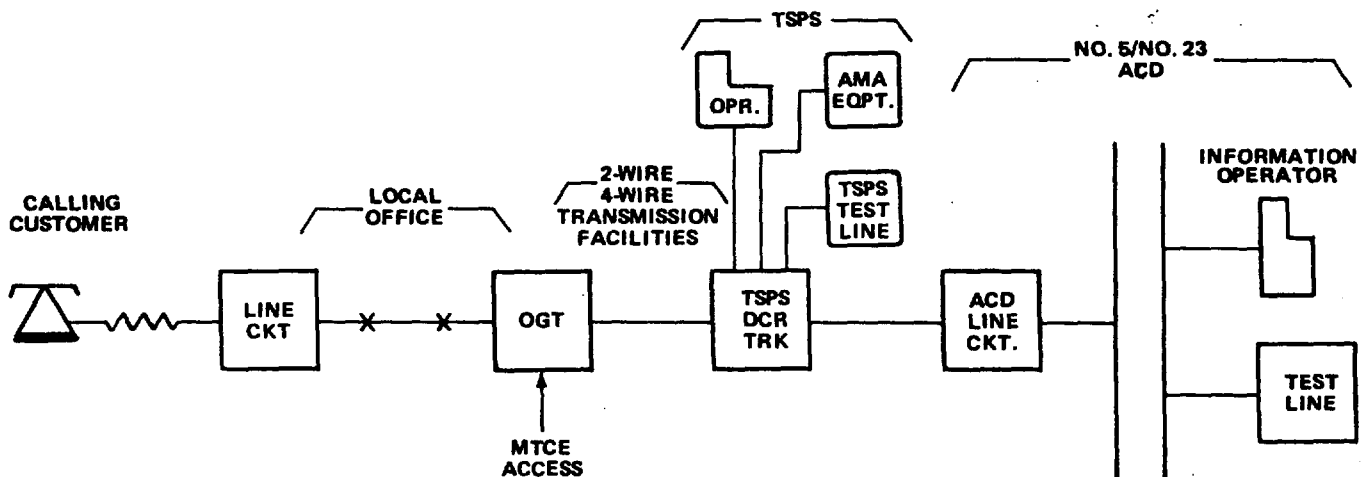 TSPS
NO. 5/NO. 23
ACD
OPR.
AMA
EQPT.
INFORMATION
OPERATOR
CALLING
CUSTOMER
LOCAL
OFFICE
2-WIRE
4-WIRE
TRANSMISSION
FACILITIES
TSPS
TEST
LINE
LINE
CKT
OGT
TSPS
DCR
TRK
ACD
LINE
CKT.
TEST
LINE
MTCE
ACCESS